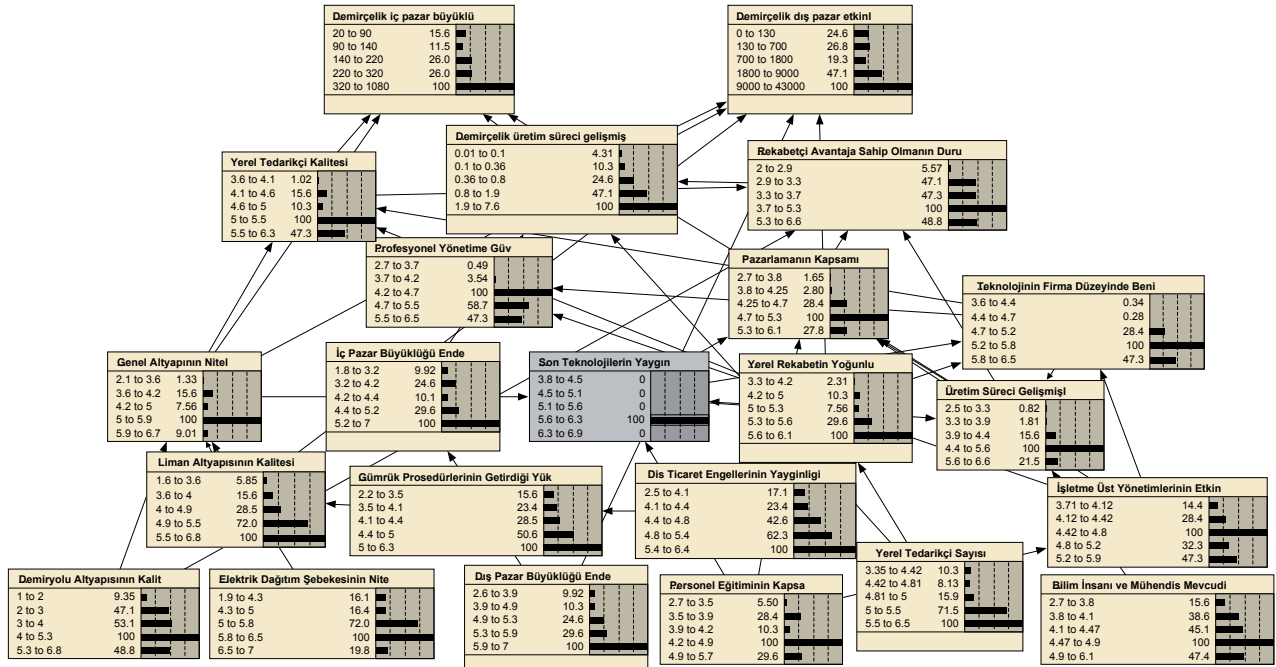 Demirçelik iç pazar büyüklü
20 to 90 15.6
90 to 140 11.5
140 to 220 26.0
220 to 320 26.0
320 to 1080 100
Demirçelik dış pazar etkinl
0 to 130 24.6
130 to 700 26.8
700 to 1800 19.3
1800 to 9000 47.1
9000 to 43000 100
Demirçelik üretim süreci gelişmiş
0.01 to 0.1 4.31
0.1 to 0.36 10.3
0.36 to 0.8 24.6
0.8 to 1.9 47.1
1.9 to 7.6 100
Rekabetçi Avantaja Sahip Olmanın Duru
2 to 2.9 5.57
2.9 to 3.3 47.1
3.3 to 3.7 47.3
3.7 to 5.3 100
5.3 to 6.6 48.8
Yerel Tedarikçi Kalitesi
3.6 to 4.1 1.02
4.1 to 4.6 15.6
4.6 to 5 10.3
5 to 5.5 100
5.5 to 6.3 47.3
Profesyonel Yönetime Güv
2.7 to 3.7 0.49
3.7 to 4.2 3.54
4.2 to 4.7 100
4.7 to 5.5 58.7
5.5 to 6.5 47.3
Pazarlamanın Kapsamı
2.7 to 3.8 1.65
3.8 to 4.25 2.80
4.25 to 4.7 28.4
4.7 to 5.3 100
5.3 to 6.1 27.8
Teknolojinin Firma Düzeyinde Beni
3.6 to 4.4 0.34
4.4 to 4.7 0.28
4.7 to 5.2 28.4
5.2 to 5.8 100
5.8 to 6.5 47.3
Genel Altyapının Nitel
2.1 to 3.6 1.33
3.6 to 4.2 15.6
4.2 to 5 7.56
5 to 5.9 100
5.9 to 6.7 9.01
İç Pazar Büyüklüğü Ende
1.8 to 3.2 9.92
3.2 to 4.2 24.6
4.2 to 4.4 10.1
4.4 to 5.2 29.6
5.2 to 7 100
Son Teknolojilerin Yaygın
3.8 to 4.5 0
4.5 to 5.1 0
5.1 to 5.6 0
5.6 to 6.3 100
6.3 to 6.9 0
Yerel Rekabetin Yoğunlu
3.3 to 4.2 2.31
4.2 to 5 10.3
5 to 5.3 7.56
5.3 to 5.6 29.6
5.6 to 6.1 100
Üretim Süreci Gelişmişl
2.5 to 3.3 0.82
3.3 to 3.9 1.81
3.9 to 4.4 15.6
4.4 to 5.6 100
5.6 to 6.6 21.5
Liman Altyapısının Kalitesi
1.6 to 3.6 5.85
3.6 to 4 15.6
4 to 4.9 28.5
4.9 to 5.5 72.0
5.5 to 6.8 100
Gümrük Prosedürlerinin Getirdiği Yük
2.2 to 3.5 15.6
3.5 to 4.1 23.4
4.1 to 4.4 28.5
4.4 to 5 50.6
5 to 6.3 100
Dis Ticaret Engellerinin Yayginligi
2.5 to 4.1 17.1
4.1 to 4.4 23.4
4.4 to 4.8 42.6
4.8 to 5.4 62.3
5.4 to 6.4 100
İşletme Üst Yönetimlerinin Etkin
3.71 to 4.12 14.4
4.12 to 4.42 28.4
4.42 to 4.8 100
4.8 to 5.2 32.3
5.2 to 5.9 47.3
Yerel Tedarikçi Sayısı
3.35 to 4.42 10.3
4.42 to 4.81 8.13
4.81 to 5 15.9
5 to 5.5 71.5
5.5 to 6.5 100
Demiryolu Altyapısının Kalit
1 to 2 9.35
2 to 3 47.1
3 to 4 53.1
4 to 5.3 100
5.3 to 6.8 48.8
Elektrik Dağıtım Şebekesinin Nite
1.9 to 4.3 16.1
4.3 to 5 16.4
5 to 5.8 72.0
5.8 to 6.5 100
6.5 to 7 19.8
Dış Pazar Büyüklüğü Ende
2.6 to 3.9 9.92
3.9 to 4.9 10.3
4.9 to 5.3 24.6
5.3 to 5.9 29.6
5.9 to 7 100
Personel Eğitiminin Kapsa
2.7 to 3.5 5.50
3.5 to 3.9 28.4
3.9 to 4.2 10.3
4.2 to 4.9 100
4.9 to 5.7 29.6
Bilim İnsanı ve Mühendis Mevcudi
2.7 to 3.8 15.6
3.8 to 4.1 38.6
4.1 to 4.47 45.1
4.47 to 4.9 100
4.9 to 6.1 47.4